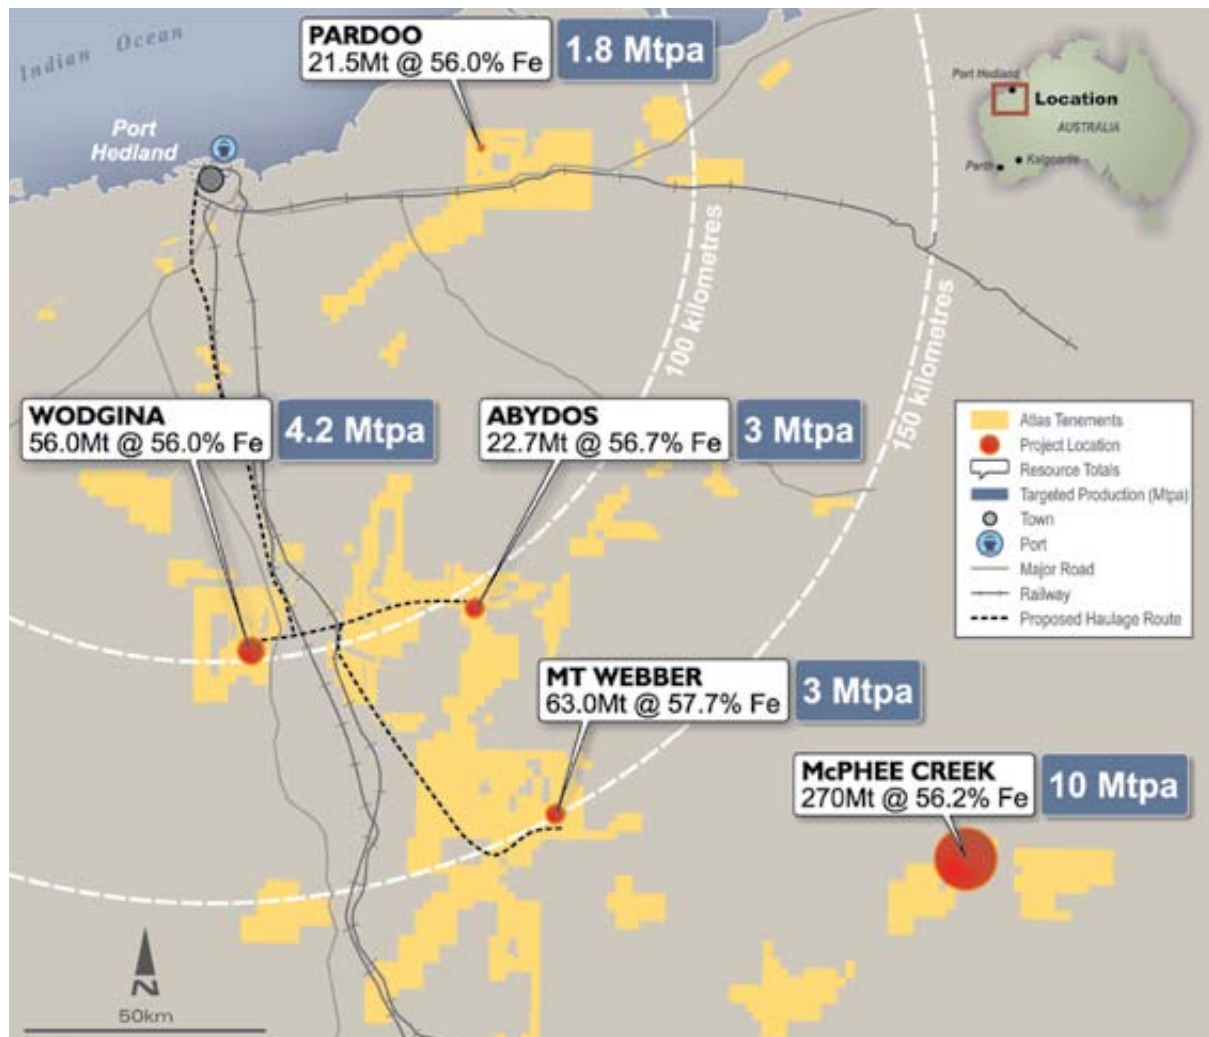 Indian Ocean
PARDOO
21.5Mt @ 56.0% Fe
1.8 Mtpa
Port
Hedland
Port Hedland
Location
AUSTRALIA
Perth
Kalgoorlie
100 kilometres
150 kilometres
WODGINA
56.0Mt @ 56.0% Fe
4.2 Mtpa
ABYDOS
22.7Mt @ 56.7% Fe
3 Mtpa
Atlas Tenements
Project Location
Resource Totals
Targeted Production (Mtpa)
Town
Port
Major Road
Railway
Proposed Haulage Route
MT WEBBER
63.0Mt @ 57.7% Fe
3 Mtpa
McPHEE CREEK
270Mt @ 56.2% Fe
10 Mtpa
N
50km